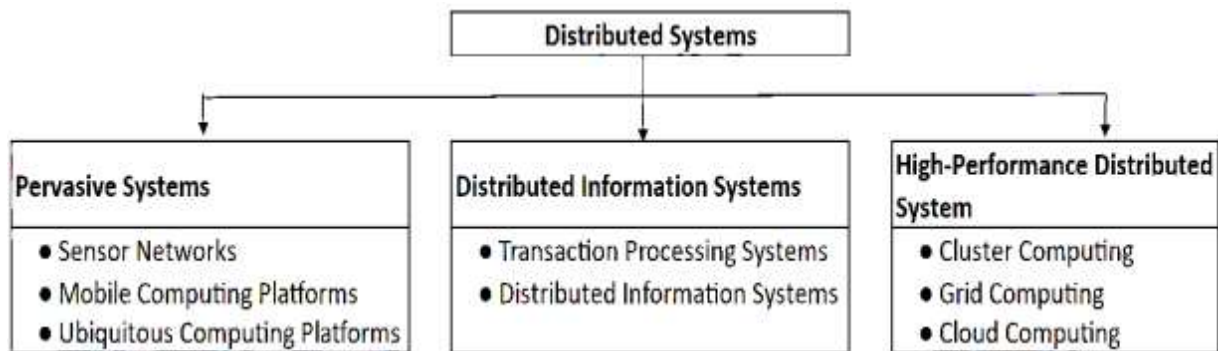 Distributed Systems
Pervasive Systems
● Sensor Networks
● Mobile Computing Platforms
● Ubiquitous Computing Platforms
Distributed Information Systems
● Transaction Processing Systems
● Distributed Information Systems
High-Performance Distributed
System
● Cluster Computing
● Grid Computing
● Cloud Computing